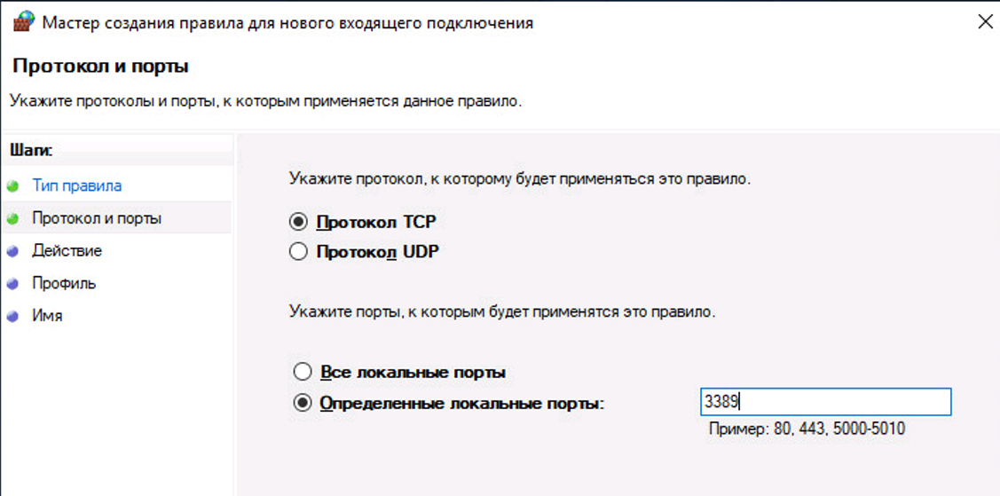 Мастер создания правила для нового входящего подключения
Протокол и порты
Укажите протоколы и порты, к которым применяется данное правило.
Шаги:
Тип правила
Протокол и порты
Действие
Профиль
Имя
Укажите протокол, к которому будет применяться это правило.
Протокол TCP
Протокол UDP
Укажите порты, к которым будет применятся это правило.
Все локальные порты
Определенные локальные порты:
3389
Пример: 80, 443, 5000-5010